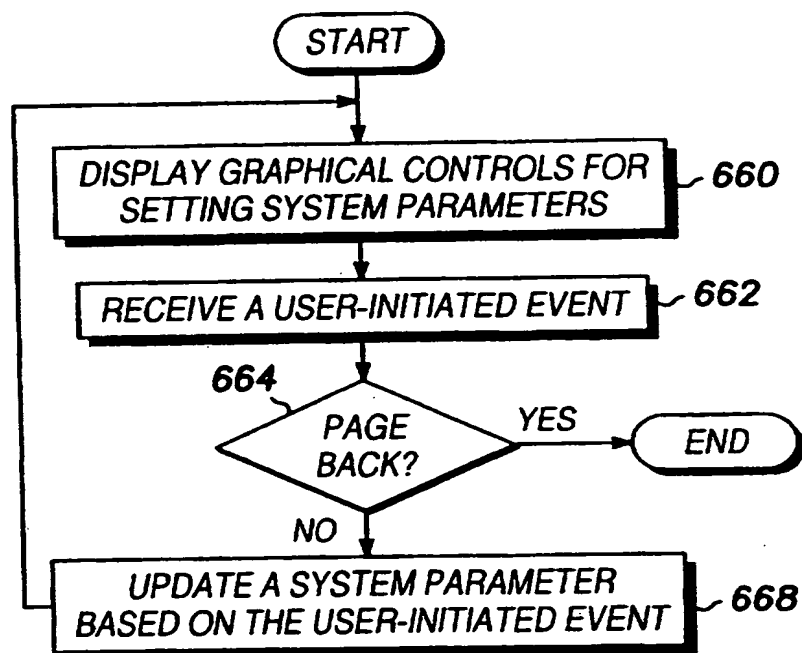 START
DISPLAY GRAPHICAL CONTROLS FOR
SETTING SYSTEM PARAMETERS
660
RECEIVE A USER-INITIATED EVENT
662
664
PAGE
BACK?
YES
END
NO
UPDATE A SYSTEM PARAMETER
BASED ON THE USER-INITIATED EVENT
668